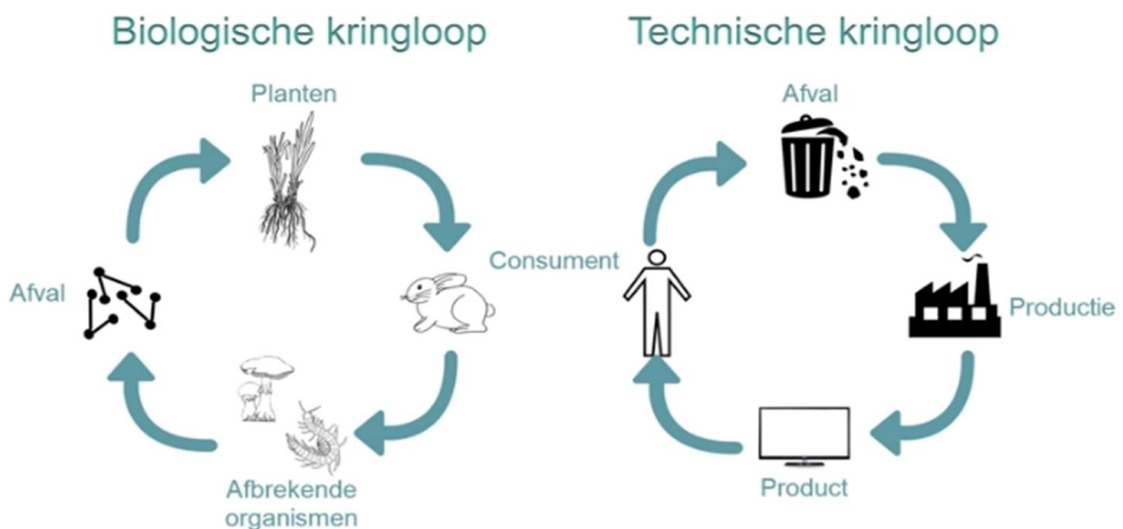 Biologische kringloop
Technische kringloop
Planten
Afval
Consument
Afval
Productie
Afbrekende
organismen
Product